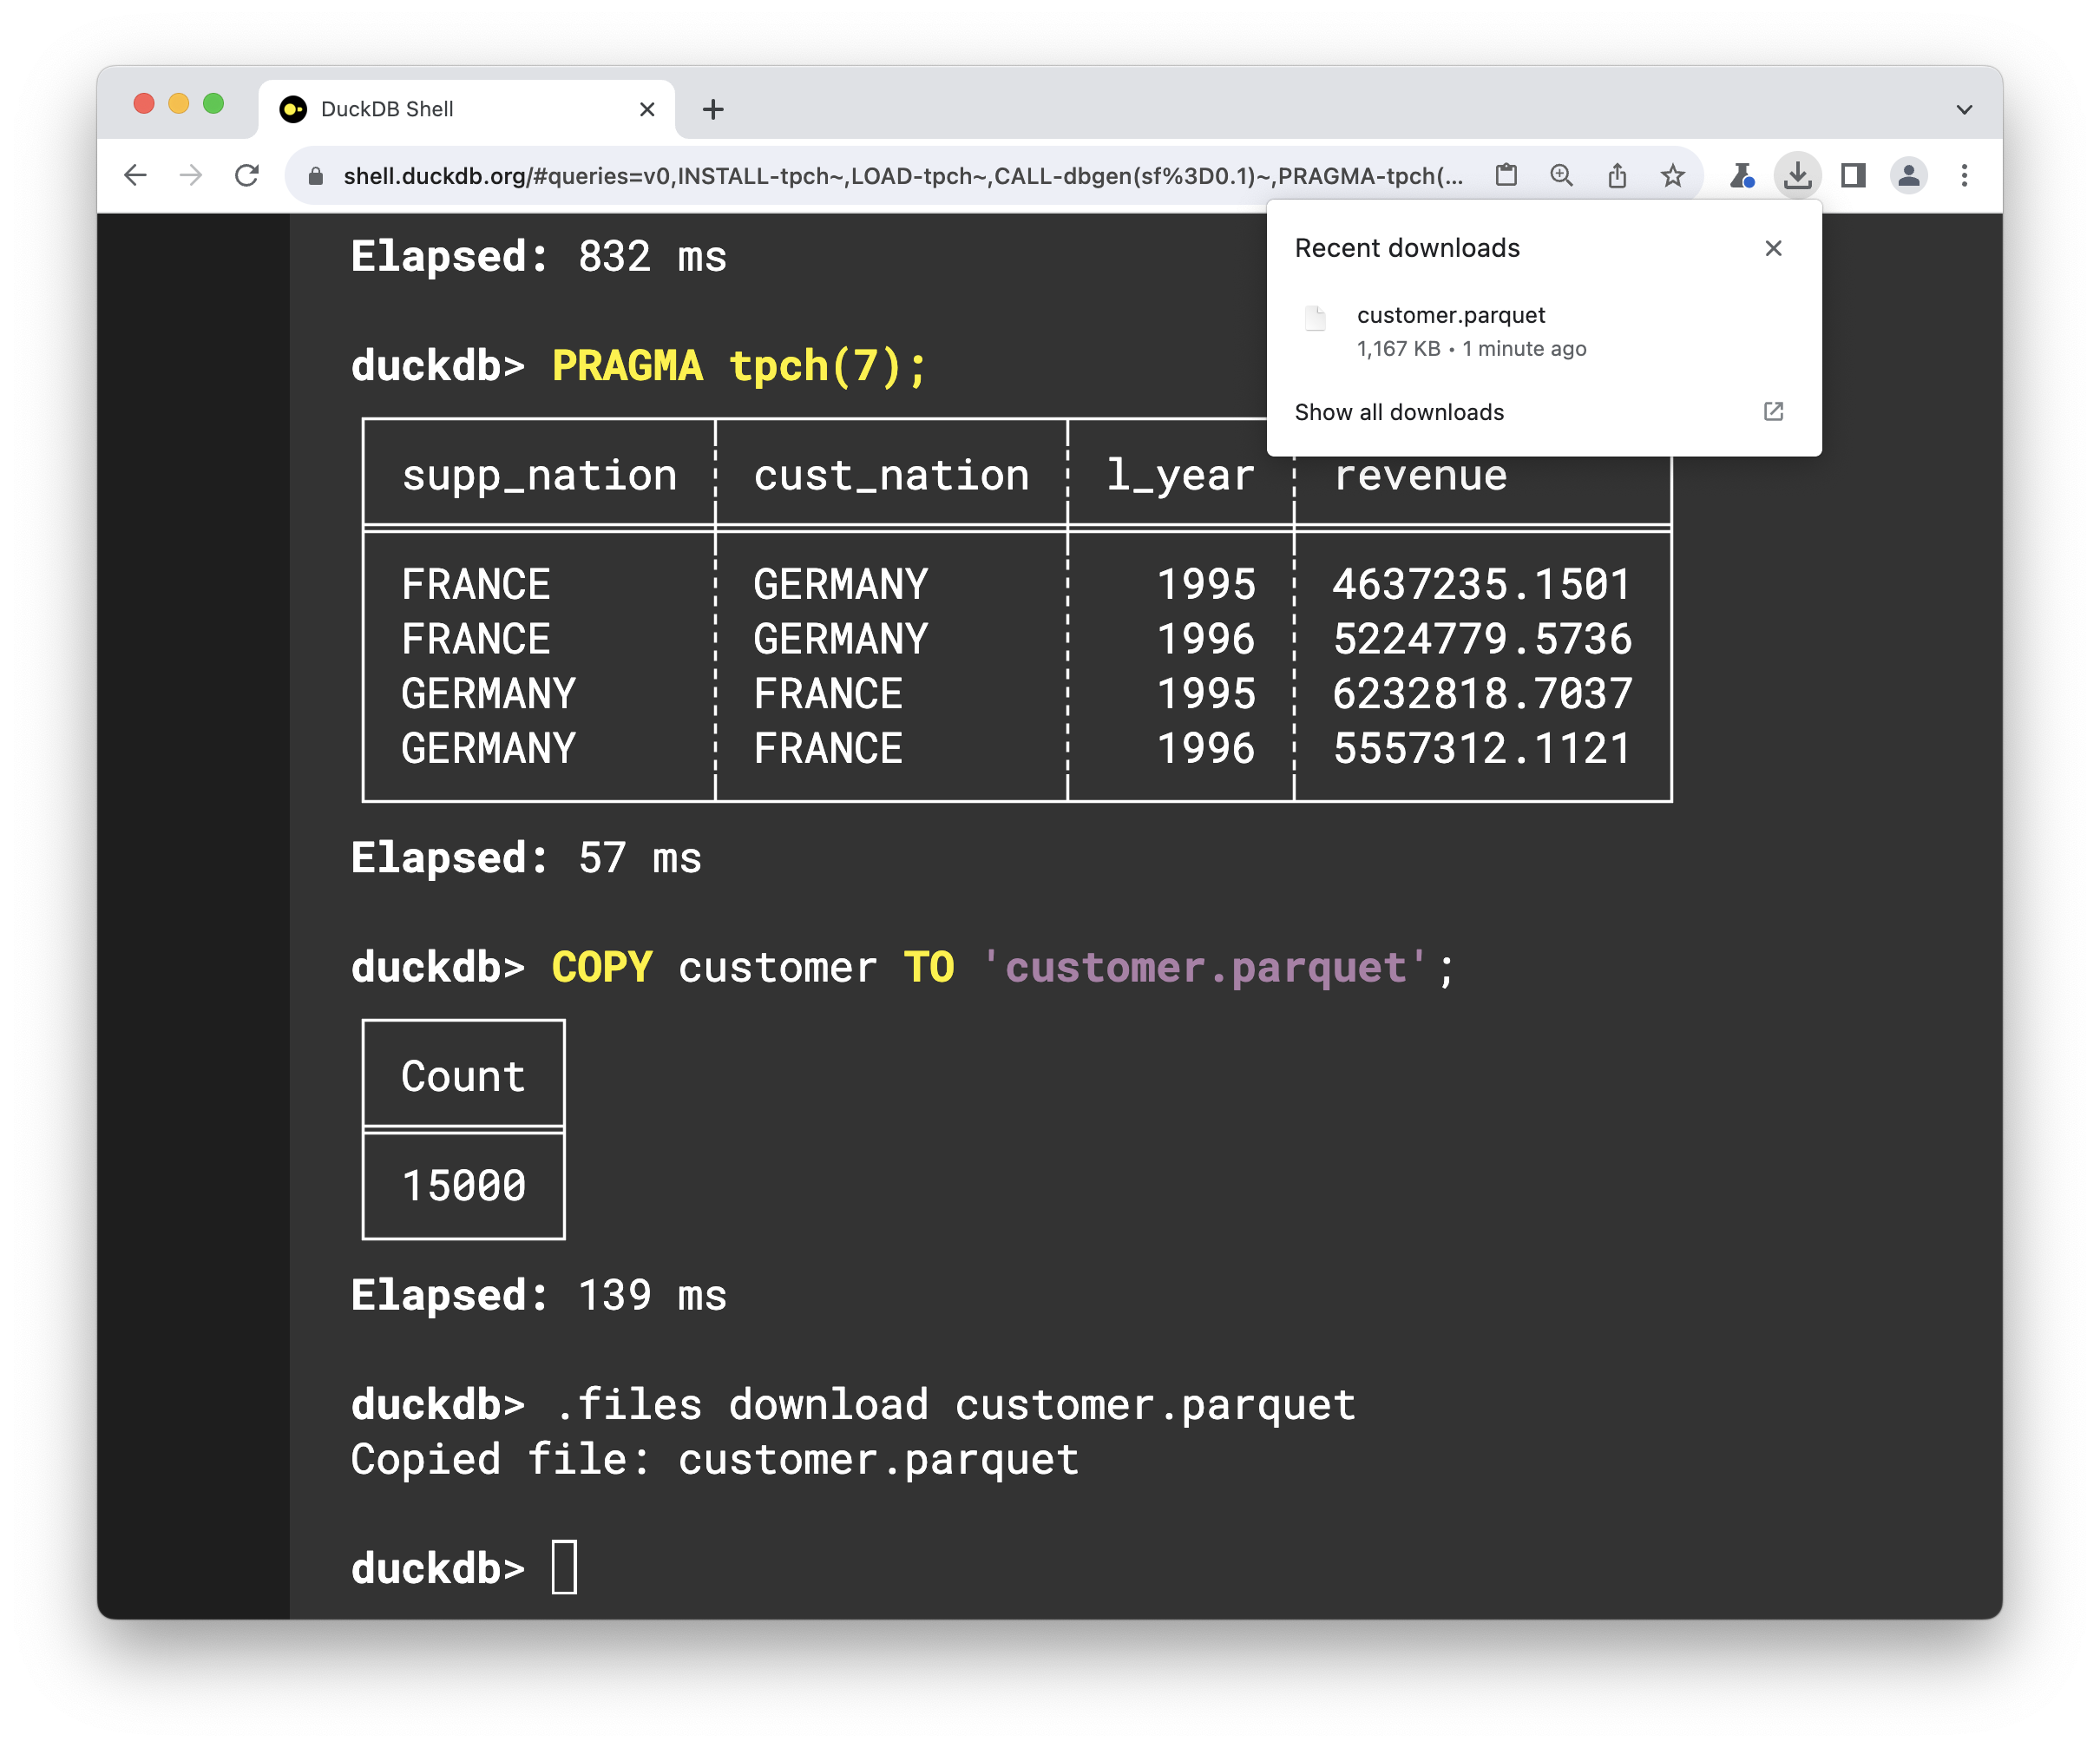 DuckDB Shell
shell.duckdb.org/#queries=v0,INSTALL-tpch~,LOAD-tpch~,CALL-dbgen(sf%3D0.1)~,PRAGMA-tpch(...
Recent downloads
customer.parquet
1,167 KB • 1 minute ago
Show all downloads
Elapsed: 832 ms
duckdb> PRAGMA tpch(7);
supp_nation cust_nation l_year revenue
FRANCE GERMANY 1995 4637235.1501
FRANCE GERMANY 1996 5224779.5736
GERMANY FRANCE 1995 6232818.7037
GERMANY FRANCE 1996 5557312.1121
Elapsed: 57 ms
duckdb> COPY customer TO 'customer.parquet';
Count
15000
Elapsed: 139 ms
duckdb> .files download customer.parquet
Copied file: customer.parquet
duckdb>